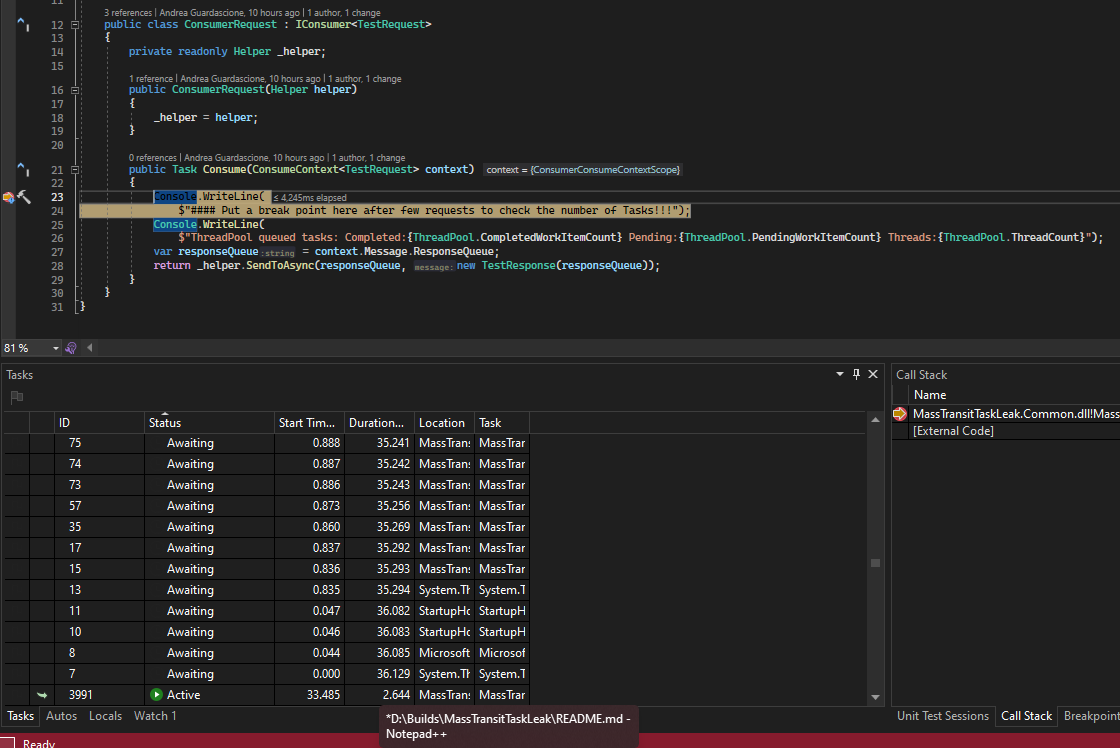 11
3 references | Andrea Guardascione, 10 hours ago | 1 author, 1 change
12 public class ConsumerRequest : IConsumer<TestRequest>
13 {
14 private readonly Helper _helper;
15
1 reference | Andrea Guardascione, 10 hours ago | 1 author, 1 change
16 public ConsumerRequest(Helper helper)
17 {
18 _helper = helper;
19 }
20
0 references | Andrea Guardascione, 10 hours ago | 1 author, 1 change
21 public Task Consume(ConsumeContext<TestRequest> context) context = {ConsumerConsumeContextScope}
22 {
23 Console.WriteLine( ≤ 4,245ms elapsed
24 $"#### Put a break point here after few requests to check the number of Tasks!!!");
25 Console.WriteLine(
26 $"ThreadPool queued tasks: Completed:{ThreadPool.CompletedWorkItemCount} Pending:{ThreadPool.PendingWorkItemCount} Threads:{ThreadPool.ThreadCount}");
27 var responseQueue:string = context.Message.ResponseQueue;
28 return _helper.SendToAsync(responseQueue, message:new TestResponse(responseQueue));
29 }
30 }
31 }
81 %
Tasks
ID Status Start Tim... Duration... Location Task
75 Awaiting 0.888 35.241 MassTrans MassTrar
74 Awaiting 0.887 35.242 MassTrans MassTrar
73 Awaiting 0.886 35.243 MassTrans MassTrar
57 Awaiting 0.873 35.256 MassTrans MassTrar
35 Awaiting 0.860 35.269 MassTrans MassTrar
17 Awaiting 0.837 35.292 MassTrans MassTrar
15 Awaiting 0.836 35.293 MassTrans MassTrar
13 Awaiting 0.835 35.294 System.Th System.T
11 Awaiting 0.047 36.082 StartupHo StartupH
10 Awaiting 0.046 36.083 StartupHo StartupH
8 Awaiting 0.044 36.085 Microsoft Microsof
7 Awaiting 0.000 36.129 System.Th System.T
3991 Active 33.485 2.644 MassTrans MassTrar
Tasks Autos Locals Watch 1
Call Stack
Name
MassTransitTaskLeak.Common.dll!Mass
[External Code]
Unit Test Sessions Call Stack Breakpoint
*D:\Builds\MassTransitTaskLeak\README.md -
Notepad++
Ready